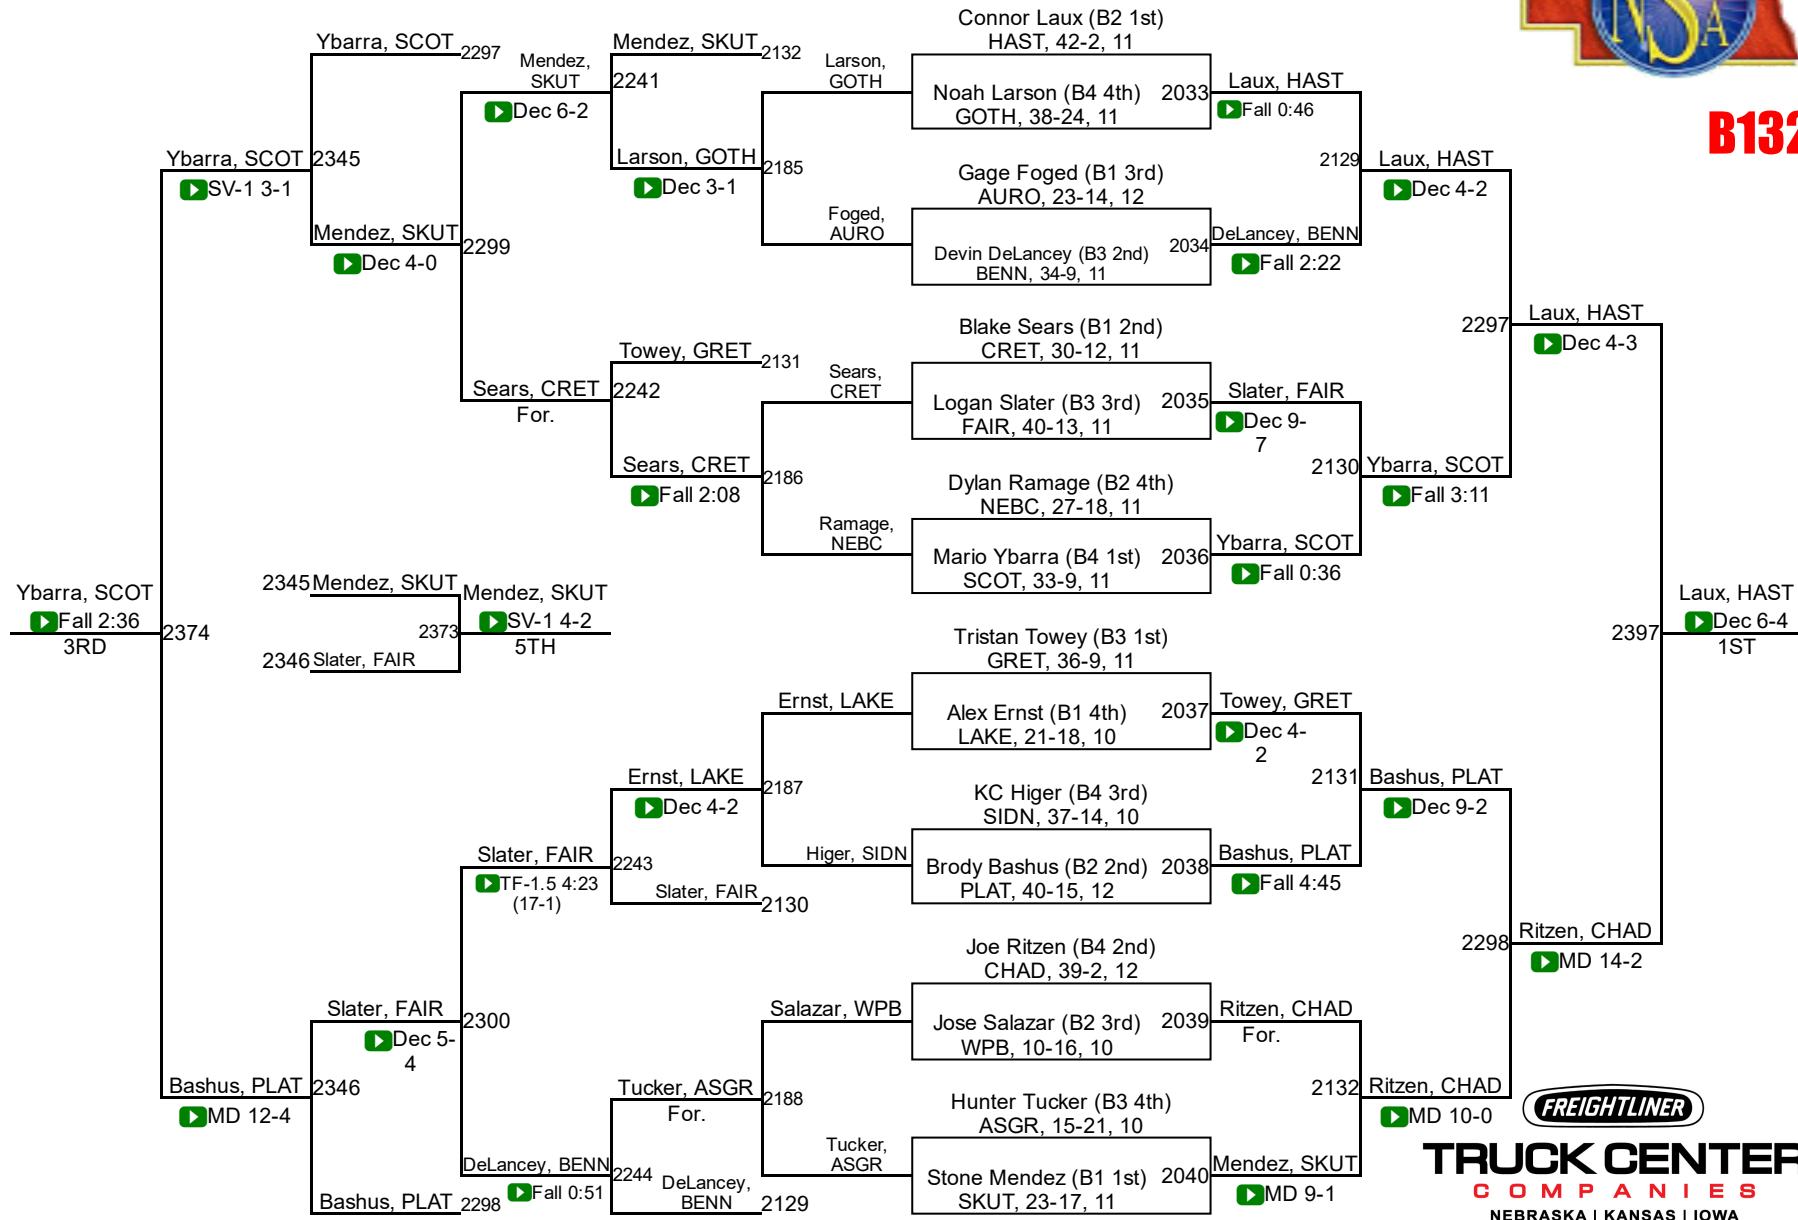 NSA
B132
Connor Laux (B2 1st)
HAST, 42-2, 11
Noah Larson (B4 4th)
GOTH, 38-24, 11
2033
Gage Foged (B1 3rd)
AURO, 23-14, 12
Devin DeLancey (B3 2nd)
BENN, 34-9, 11
2034
Blake Sears (B1 2nd)
CRET, 30-12, 11
Logan Slater (B3 3rd)
FAIR, 40-13, 11
2035
Dylan Ramage (B2 4th)
NEBC, 27-18, 11
Mario Ybarra (B4 1st)
SCOT, 33-9, 11
2036
Tristan Towey (B3 1st)
GRET, 36-9, 11
Alex Ernst (B1 4th)
LAKE, 21-18, 10
2037
KC Higer (B4 3rd)
SIDN, 37-14, 10
Brody Bashus (B2 2nd)
PLAT, 40-15, 12
2038
Joe Ritzen (B4 2nd)
CHAD, 39-2, 12
Jose Salazar (B2 3rd)
WPB, 10-16, 10
2039
Hunter Tucker (B3 4th)
ASGR, 15-21, 10
Stone Mendez (B1 1st)
SKUT, 23-17, 11
2040
Laux, HAST
Fall 0:46
2129
DeLancey, BENN
Fall 2:22
Slater, FAIR
Dec 9-
7
2130
Ybarra, SCOT
Fall 0:36
Towey, GRET
Dec 4-
2
2131
Bashus, PLAT
Fall 4:45
Ritzen, CHAD
For.
2132
Mendez, SKUT
MD 9-1
Laux, HAST
Dec 4-2
2297
Ybarra, SCOT
Fall 3:11
Bashus, PLAT
Dec 9-2
2298
Ritzen, CHAD
MD 10-0
Laux, HAST
Dec 4-3
2397
Ritzen, CHAD
MD 14-2
Laux, HAST
Dec 6-4
1ST
Larson,
GOTH
2185
Foged,
AURO
Sears,
CRET
2186
Ramage,
NEBC
Ernst, LAKE
2187
Higer, SIDN
Salazar, WPB
2188
Tucker,
ASGR
Mendez, SKUT
2132
2241
Larson, GOTH
Dec 3-1
Towey, GRET
2131
2242
Sears, CRET
Fall 2:08
Ernst, LAKE
Dec 4-2
2243
Slater, FAIR
2130
Tucker, ASGR
For.
2244
DeLancey,
BENN
2129
Mendez,
SKUT
Dec 6-2
2299
Sears, CRET
For.
Slater, FAIR
TF-1.5 4:23
(17-1)
2300
DeLancey, BENN
Fall 0:51
Ybarra, SCOT
2297
2345
Mendez, SKUT
Dec 4-0
Slater, FAIR
Dec 5-
4
2346
Bashus, PLAT
2298
Ybarra, SCOT
SV-1 3-1
2374
Bashus, PLAT
MD 12-4
Ybarra, SCOT
Fall 2:36
3RD
2345
Mendez, SKUT
2373
2346
Slater, FAIR
Mendez, SKUT
SV-1 4-2
5TH
FREIGHTLINER
TRUCK CENTER
COMPANIES
NEBRASKA | KANSAS | IOWA